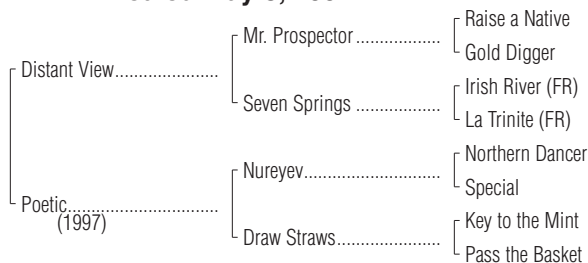 Raise a Native
Mr. Prospector ..................
Gold Digger
Distant View......................
Irish River (FR)
Seven Springs ..................
La Trinite (FR)
Northern Dancer
Nureyev............................
Special
Poetic................................
(1997)
Key to the Mint
Draw Straws......................
Pass the Basket